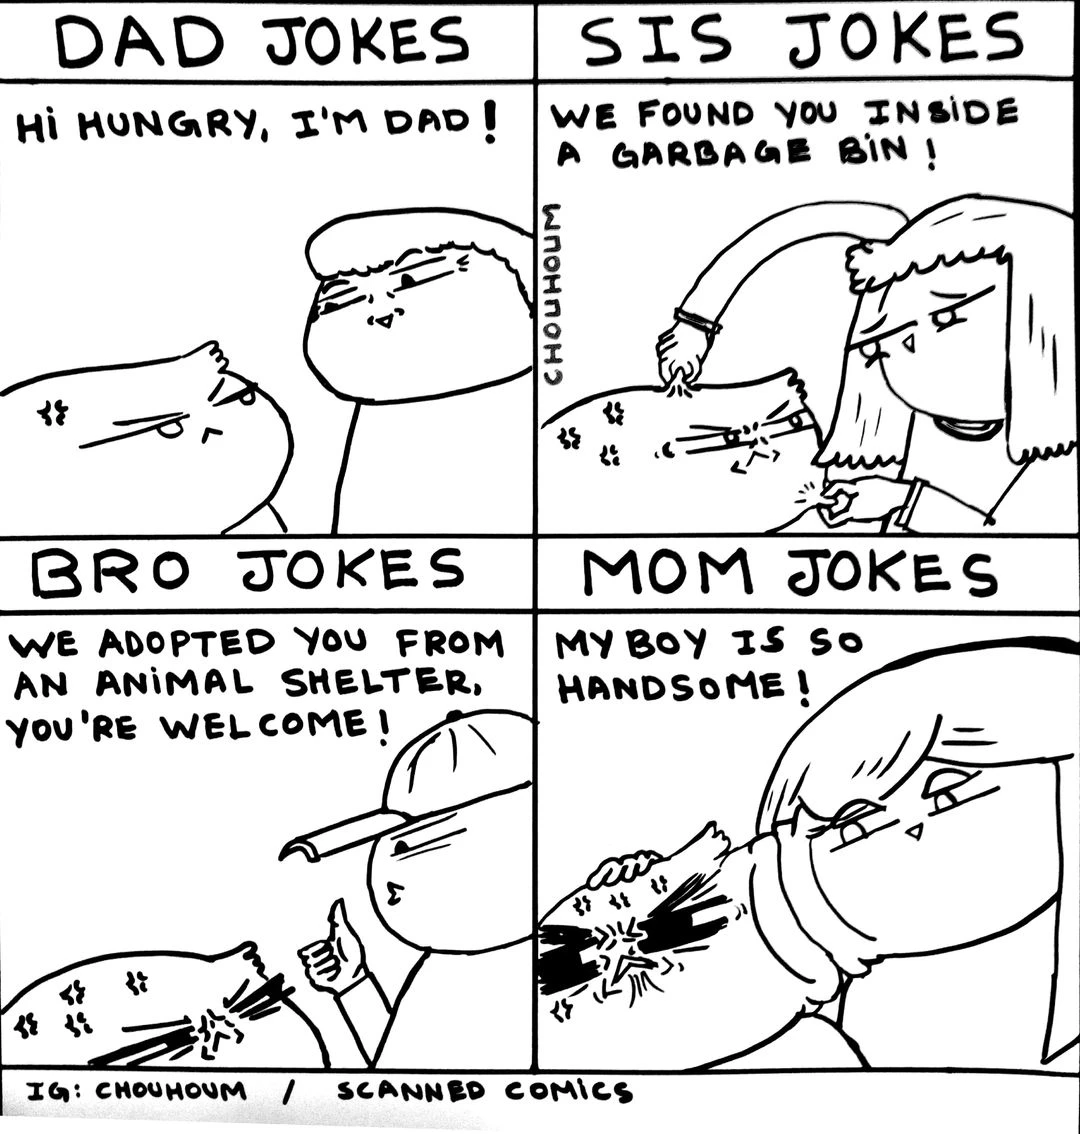 DAD JOKES
Hi HUNGRY, I'M DAD!
SIS JOKES
WE FOUND YOU INSiDE
A GARBAGE BiN!
CHOUHOUM
BRO JOKES
WE ADOPTED YOU FROM
AN ANiMAL SHELTER,
YOU'RE WELCOME!
MOM JOKES
MY BOY IS SO
HANDSOME!
IG: CHOUHOUM / SCANNED COMiCS